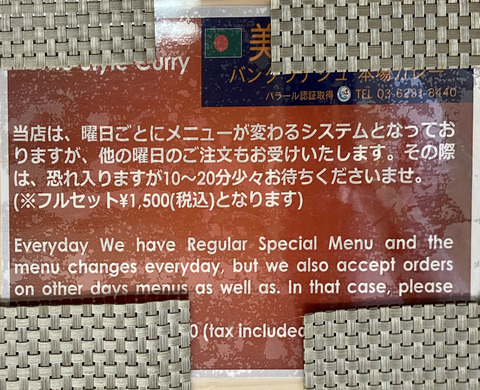 Style Curry
美
バングラデシュ 本場カレー
ハラール認証取得 TEL 03-6231-8440
当店は、曜日ごとにメニューが変わるシステムとなってお
りますが、他の曜日のご注文もお受けいたします。その際
は、恐れ入りますが10～20分少々お待ちくださいませ。
(※フルセット¥1,500(税込)となります)
Everyday We have Regular Special Menu and the
menu changes everyday, but we also accept orders
on other days menus as well as. In that case, please
0 (tax included